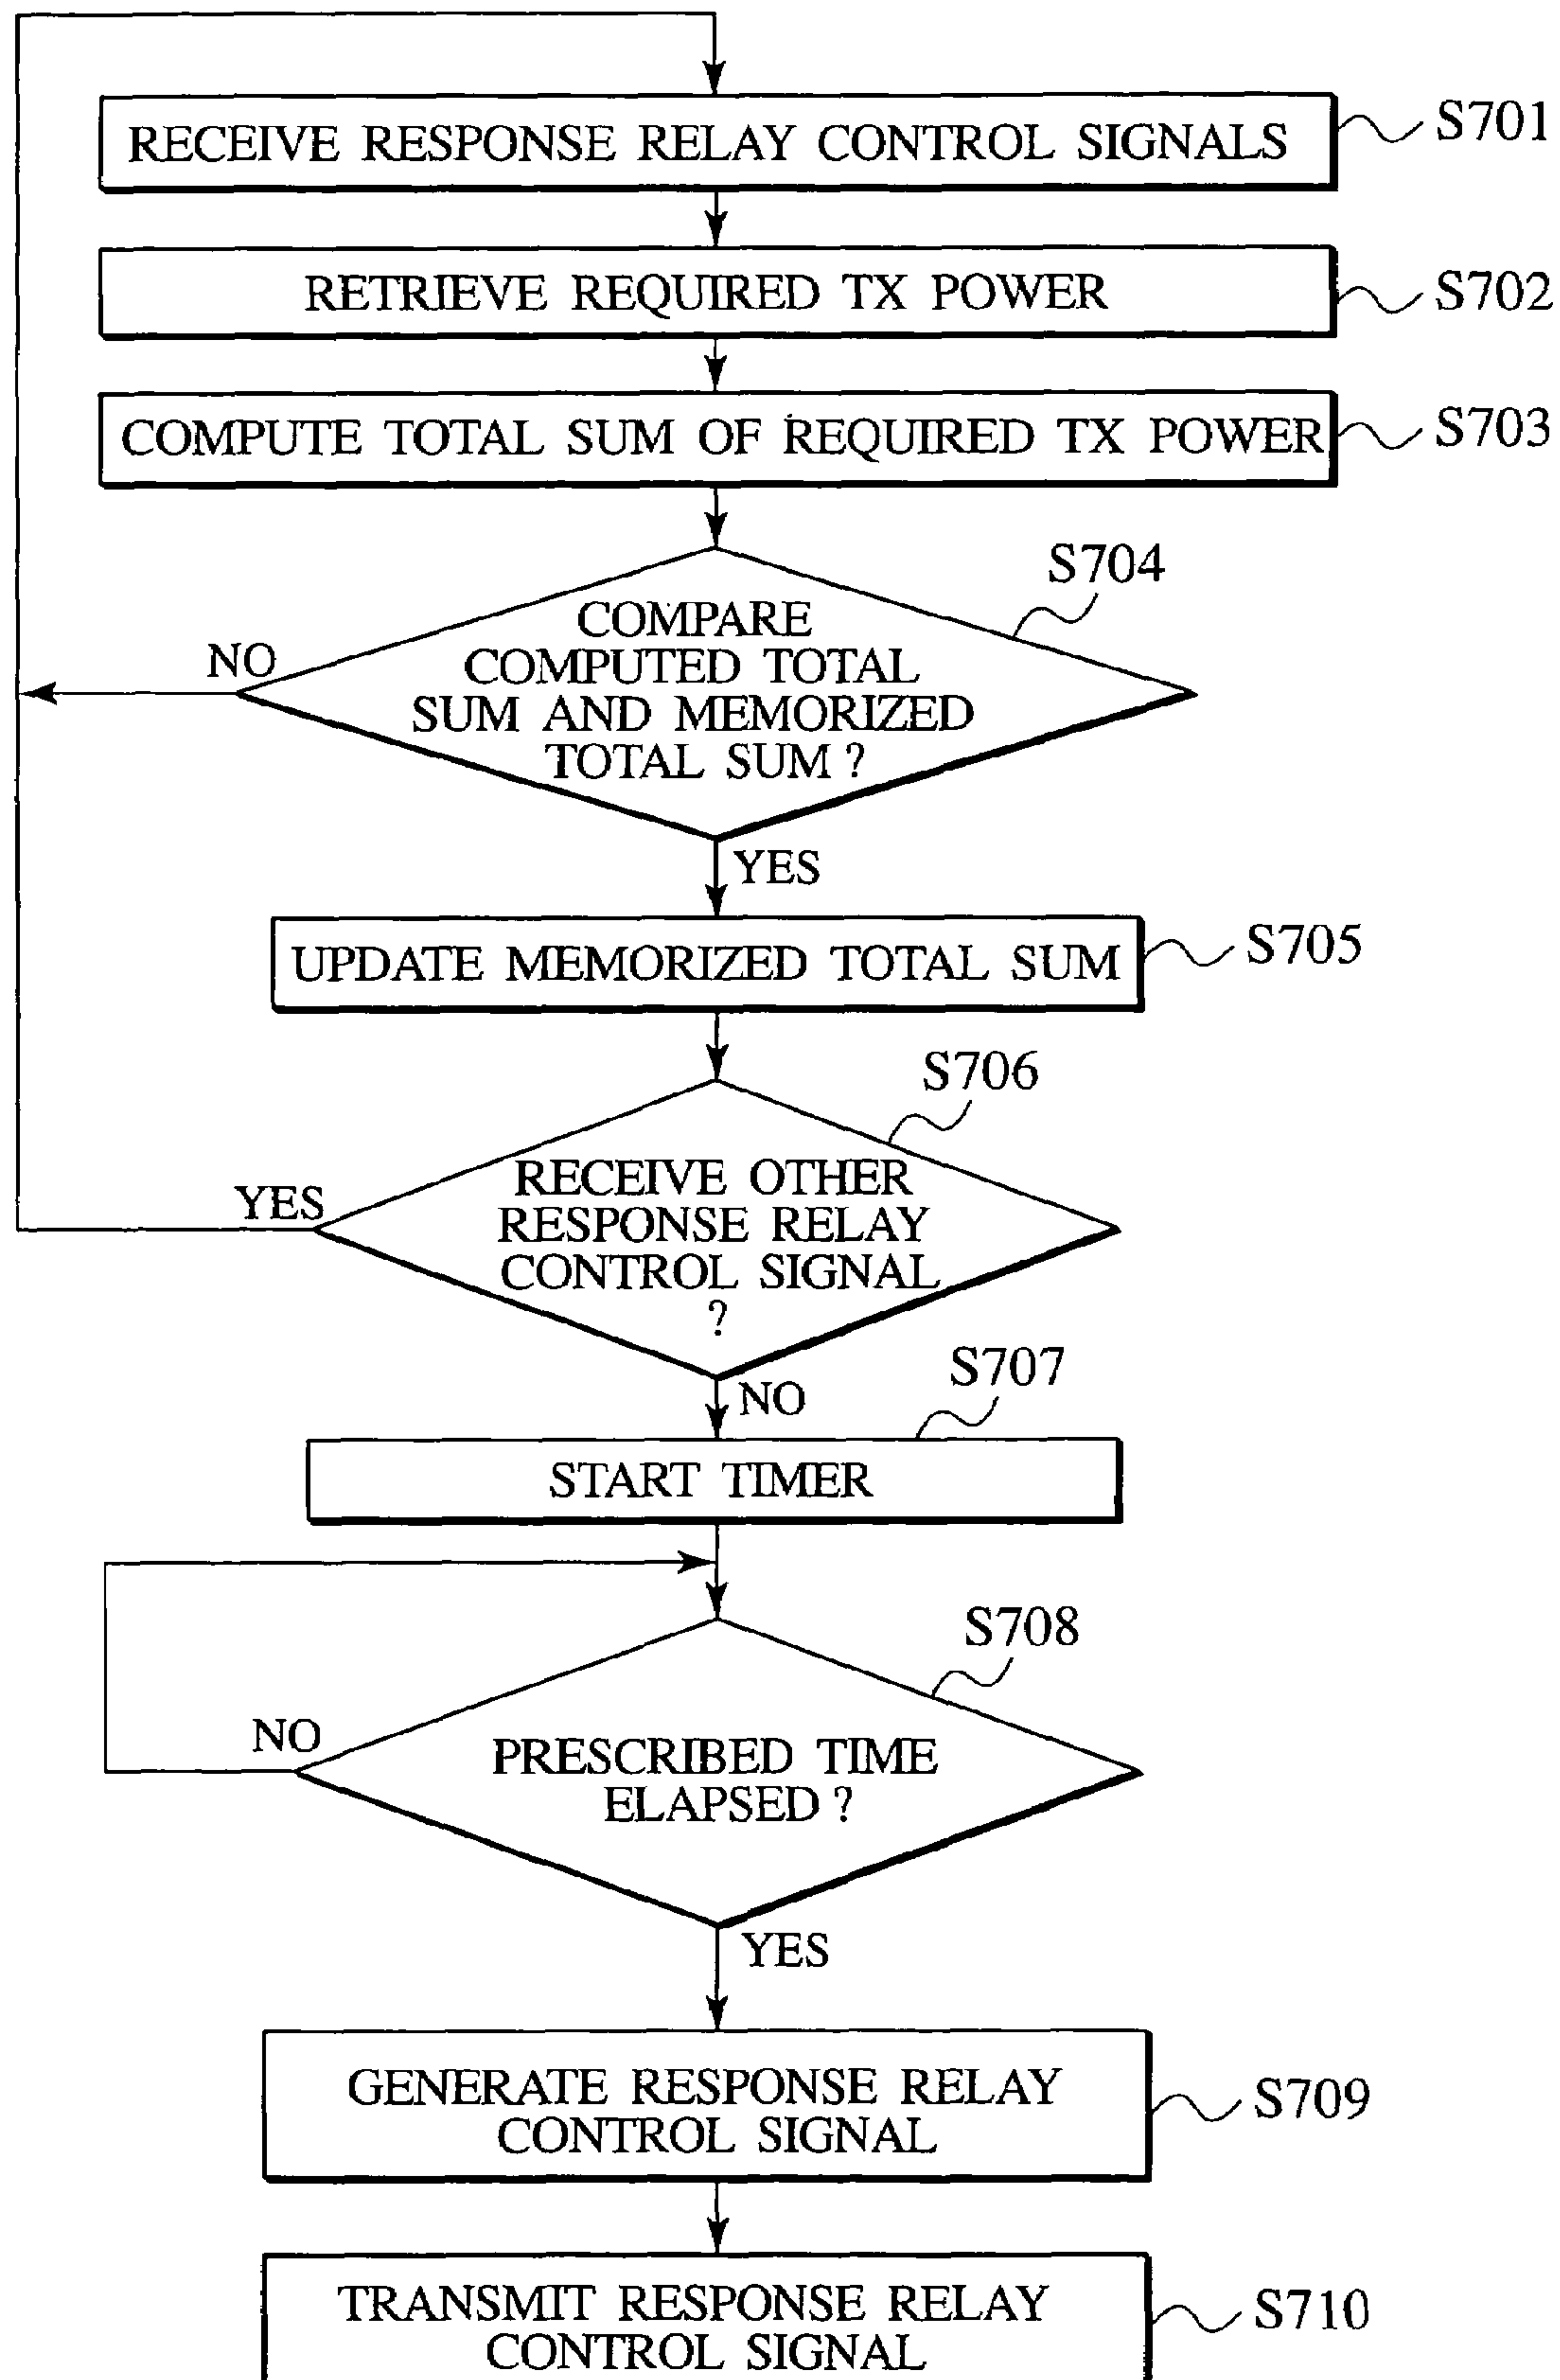 RECEIVE RESPONSE RELAY CONTROL SIGNALS
S701
RETRIEVE REQUIRED TX POWER
S702
COMPUTE TOTAL SUM OF REQUIRED TX POWER
S703
S704
COMPARE
COMPUTED TOTAL
SUM AND MEMORIZED
TOTAL SUM ?
NO
YES
UPDATE MEMORIZED TOTAL SUM
S705
S706
RECEIVE OTHER
RESPONSE RELAY
CONTROL SIGNAL
?
YES
NO
S707
START TIMER
S708
PRESCRIBED TIME
ELAPSED ?
NO
YES
GENERATE RESPONSE RELAY
CONTROL SIGNAL
S709
TRANSMIT RESPONSE RELAY
CONTROL SIGNAL
S710